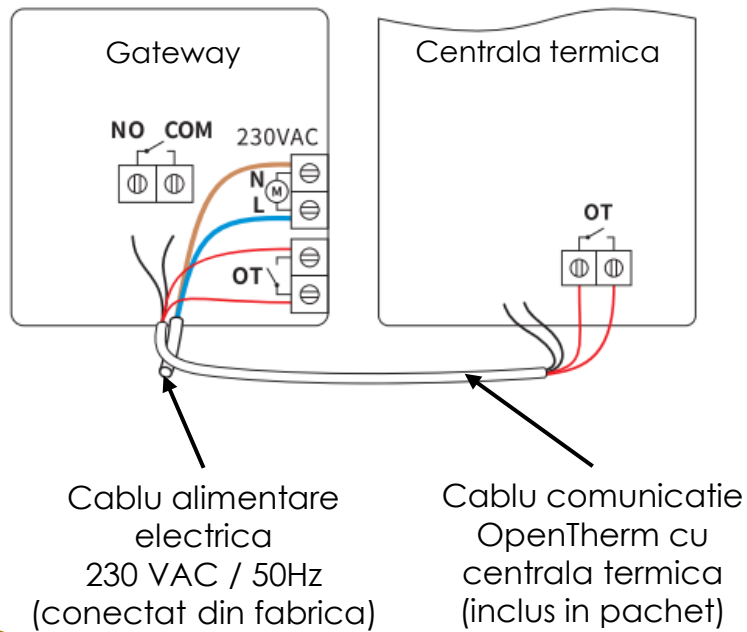 Gateway
Centrala termica
NO COM
230VAC
N
M
L
OT
OT
Cablu alimentare
electrica
230 VAC / 50Hz
(conectat din fabrica)
Cablu comunicatie
OpenTherm cu
centrala termica
(inclus in pachet)